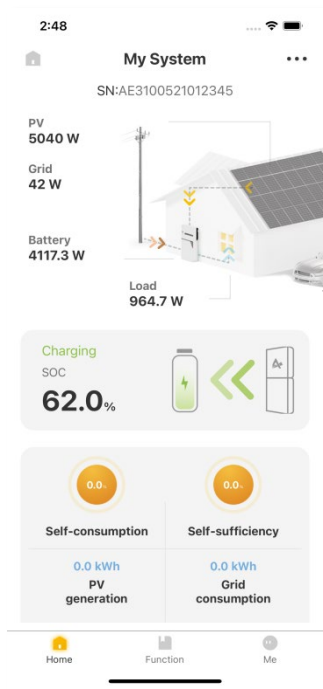 2:48
My System
SN:AE3100521012345
PV
5040 W
Grid
42 W
Battery
4117.3 W
Load
964.7 W
Charging
SOC
62.0%
0.0%
0.0%
Self-consumption
Self-sufficiency
0.0 kWh
PV
generation
0.0 kWh
Grid
consumption
Home
Function
Me